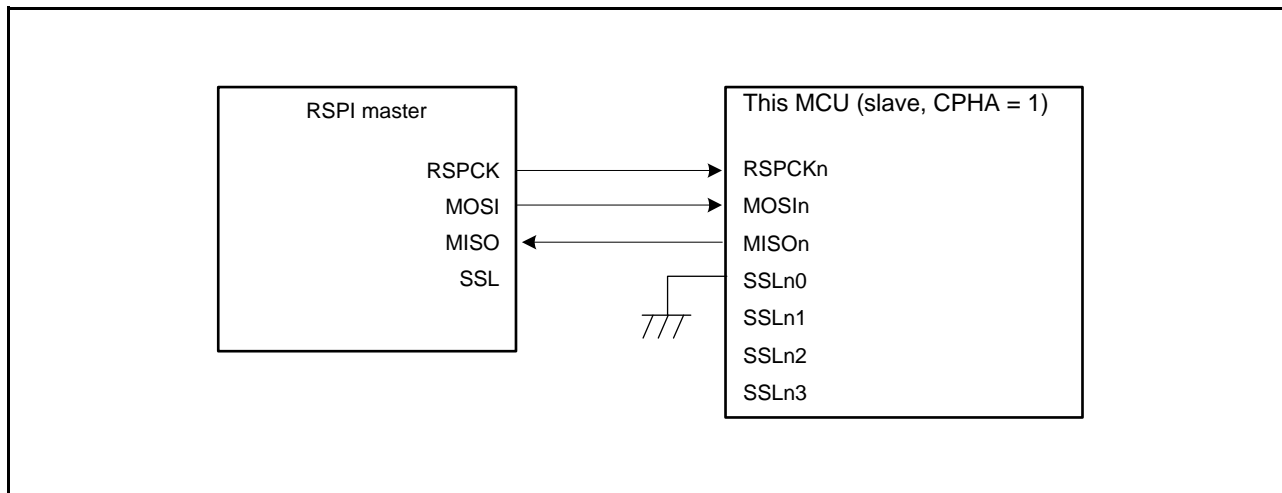 RSPI master
RSPCK
MOSI
MISO
SSL
This MCU (slave, CPHA = 1)
RSPCKn
MOSIn
MISOn
SSLn0
SSLn1
SSLn2
SSLn3